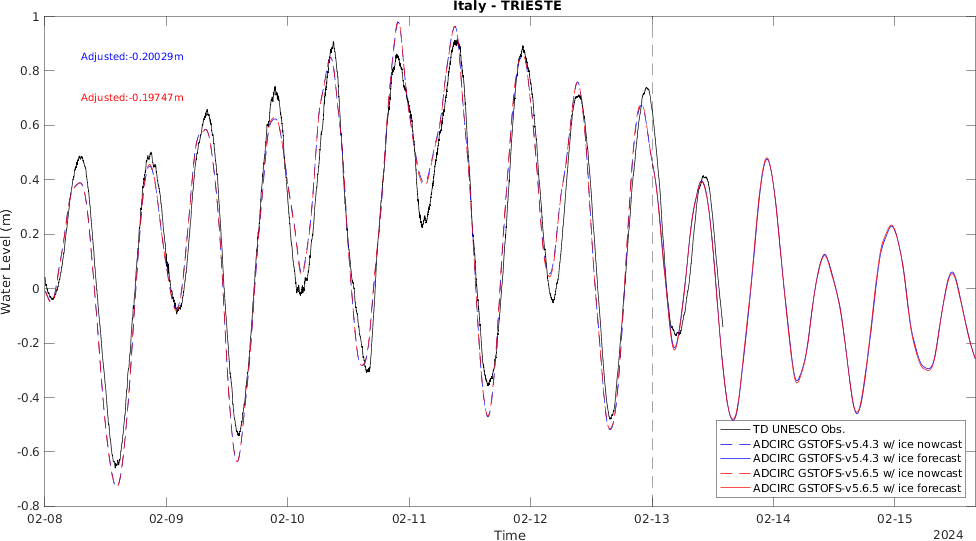 Italy - TRIESTE
Adjusted:-0.20029m
Adjusted:-0.19747m
Water Level (m)
1
0.8
0.6
0.4
0.2
0
-0.2
-0.4
-0.6
-0.8
TD UNESCO Obs.
ADCIRC GSTOFS-v5.4.3 w/ ice nowcast
ADCIRC GSTOFS-v5.4.3 w/ ice forecast
ADCIRC GSTOFS-v5.6.5 w/ ice nowcast
ADCIRC GSTOFS-v5.6.5 w/ ice forecast
02-08 02-09 02-10 02-11 02-12 02-13 02-14 02-15
Time
2024